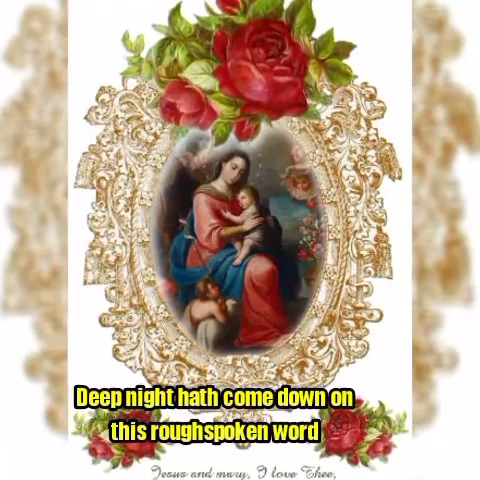 Deep night hath come down on
this roughspoken word
Jesus and mary, I love Thee,